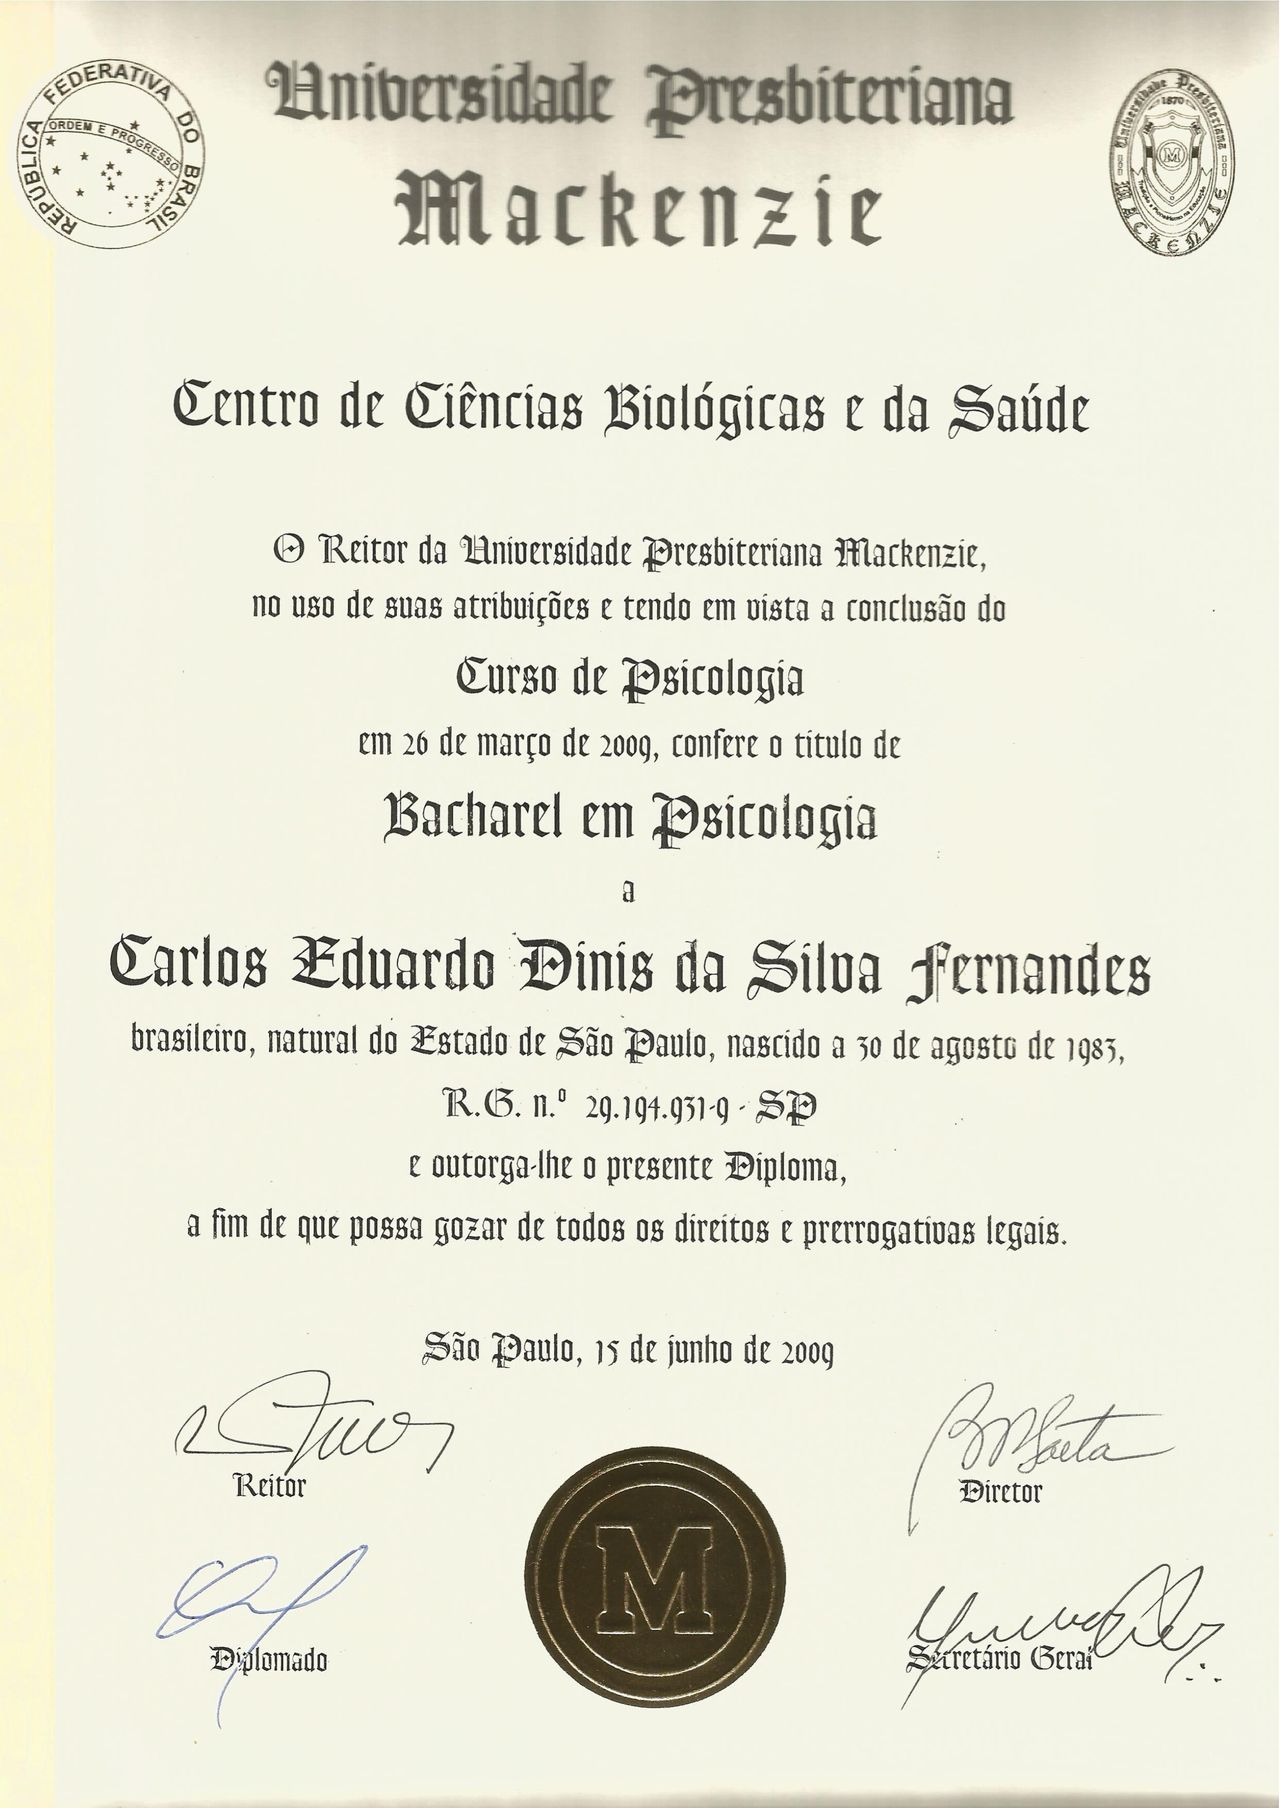 REPÚBLICA FEDERATIVA DO BRASIL
ORDEM E PROGRESSO
Universidade Presbiteriana
Mackenzie
Universidade Presbiteriana
1870
M
MACKENZIE
Centro de Ciências Biológicas e da Saúde
O Reitor da Universidade Presbiteriana Mackenzie,
no uso de suas atribuições e tendo em vista a conclusão do
Curso de Psicologia
em 26 de março de 2009, confere o título de
Bacharel em Psicologia
a
Carlos Eduardo Dinis da Silva Fernandes
brasileiro, natural do Estado de São Paulo, nascido a 30 de agosto de 1983,
R.G. n.º 29.194.931-9 - SP
e outorga-lhe o presente Diploma,
a fim de que possa gozar de todos os direitos e prerrogativas legais.
São Paulo, 15 de junho de 2009
Reitor
Diretor
M
Diplomado
Secretário Geral